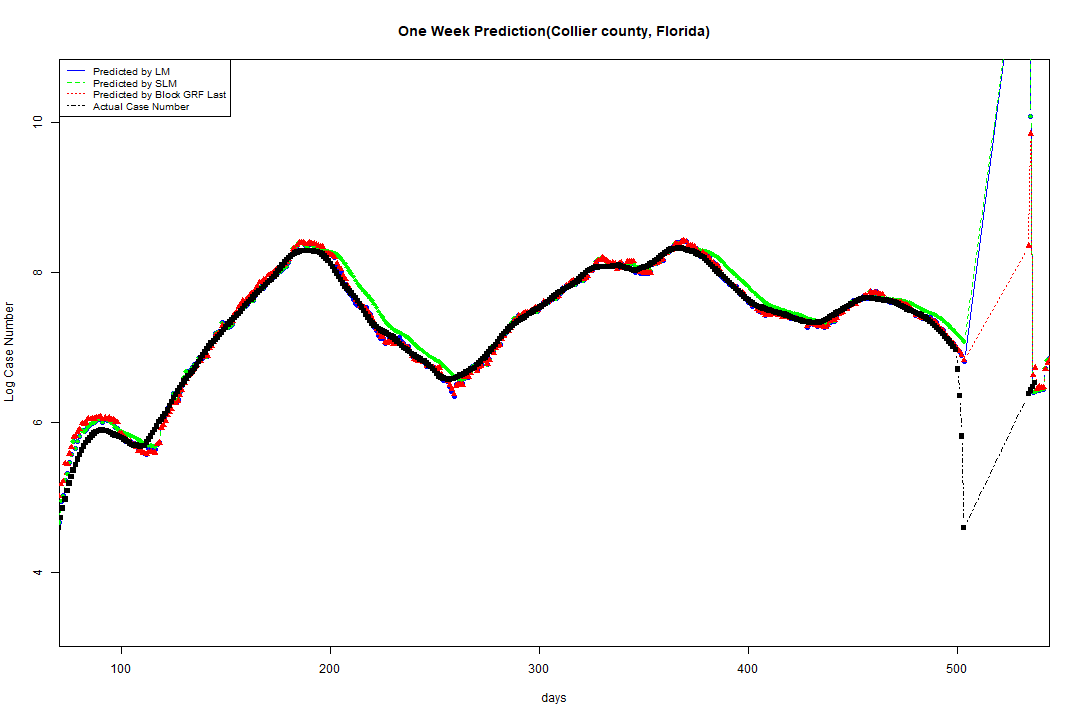 One Week Prediction(Collier county, Florida)
Predicted by LM
Predicted by SLM
Predicted by Block GRF Last
Actual Case Number
10
8
6
4
Log Case Number
100 200 300 400 500
days